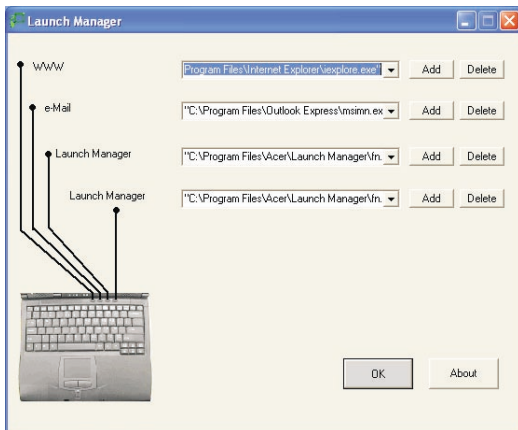 Launch Manager
WWW
Program Files\Internet Explorer\iexplore.exe"
Add
Delete
e-Mail
"C:\Program Files\Outlook Express\msimn.ex
Add
Delete
Launch Manager
"C:\Program Files\Acer\Launch Manager\fn.
Add
Delete
Launch Manager
"C:\Program Files\Acer\Launch Manager\fn.
Add
Delete
OK
About